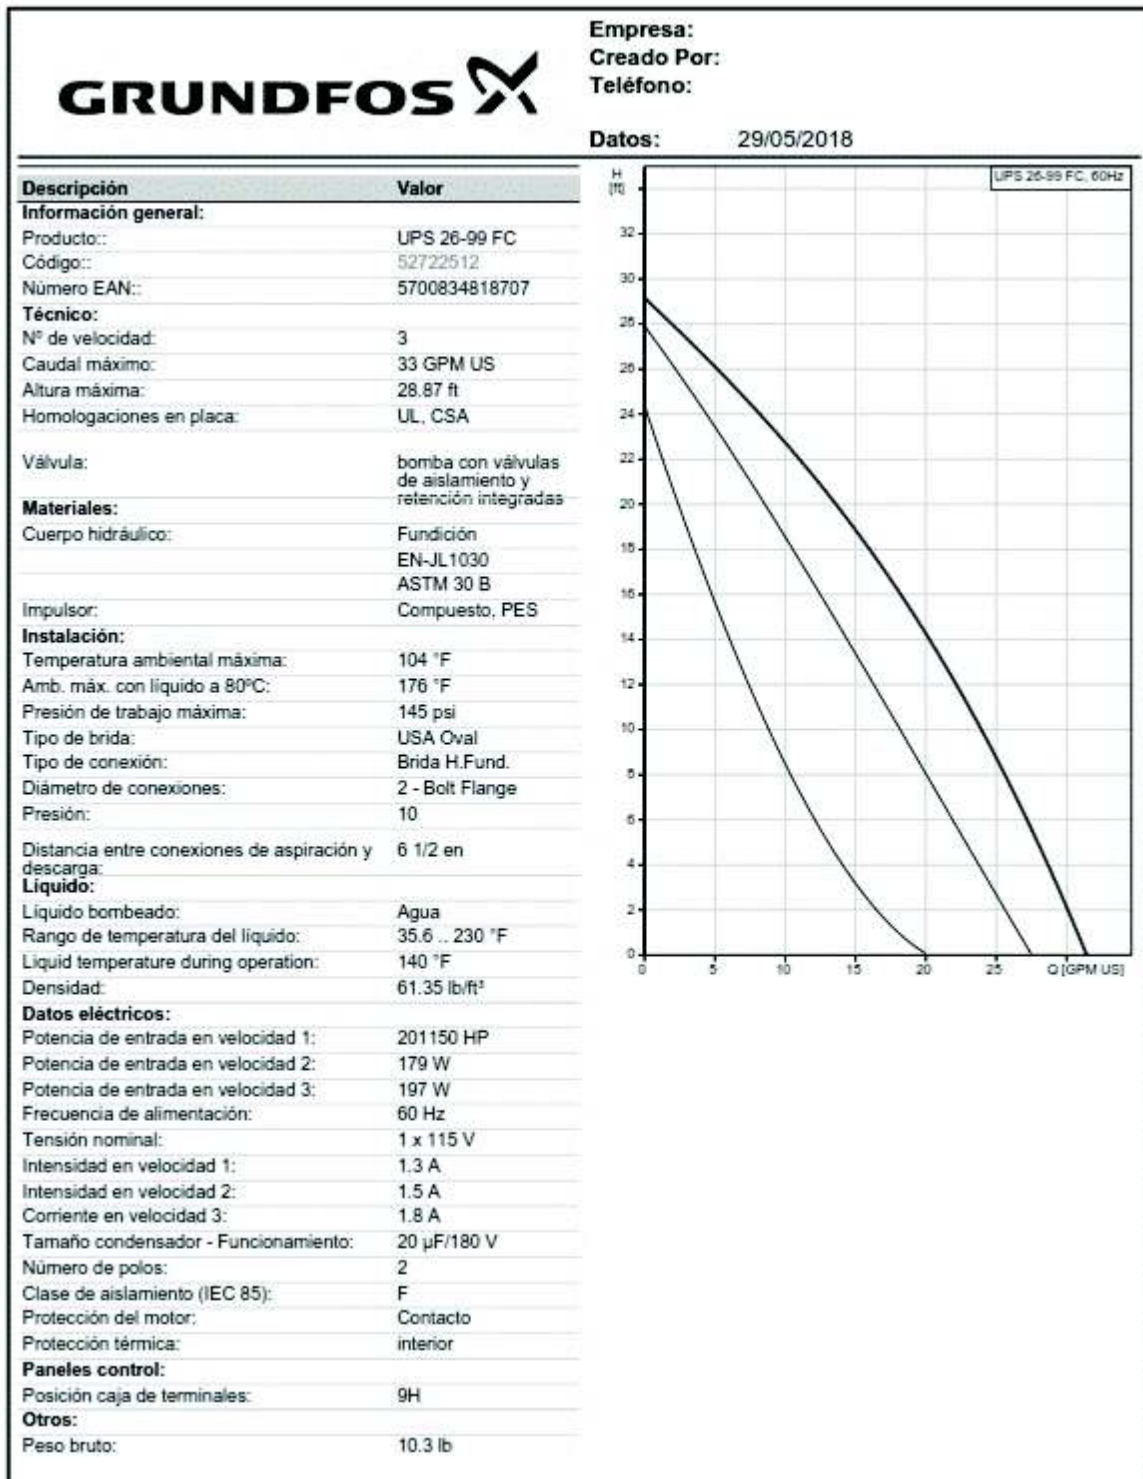 GRUNDFOS
Empresa:
Creado Por:
Teléfono:
Datos: 29/05/2018
Descripción Valor
Información general:
Producto:: UPS 26-99 FC
Código:: 52722512
Número EAN:: 5700834818707
Técnico:
Nº de velocidad: 3
Caudal máximo: 33 GPM US
Altura máxima: 28.87 ft
Homologaciones en placa: UL, CSA
Válvula: bomba con válvulas
de aislamiento y
retención integradas
Materiales:
Cuerpo hidráulico: Fundición
EN-JL1030
ASTM 30 B
Impulsor: Compuesto, PES
Instalación:
Temperatura ambiental máxima: 104 °F
Amb. máx. con líquido a 80ºC: 176 °F
Presión de trabajo máxima: 145 psi
Tipo de brida: USA Oval
Tipo de conexión: Brida H.Fund.
Diámetro de conexiones: 2 - Bolt Flange
Presión: 10
Distancia entre conexiones de aspiración y 6 1/2 en
descarga:
Líquido:
Líquido bombeado: Agua
Rango de temperatura del líquido: 35.6 .. 230 °F
Liquid temperature during operation: 140 °F
Densidad: 61.35 lb/ft³
Datos eléctricos:
Potencia de entrada en velocidad 1: 201150 HP
Potencia de entrada en velocidad 2: 179 W
Potencia de entrada en velocidad 3: 197 W
Frecuencia de alimentación: 60 Hz
Tensión nominal: 1 x 115 V
Intensidad en velocidad 1: 1.3 A
Intensidad en velocidad 2: 1.5 A
Corriente en velocidad 3: 1.8 A
Tamaño condensador - Funcionamiento: 20 µF/180 V
Número de polos: 2
Clase de aislamiento (IEC 85): F
Protección del motor: Contacto
Protección térmica: interior
Paneles control:
Posición caja de terminales: 9H
Otros:
Peso bruto: 10.3 lb
H
[ft]
UPS 26-99 FC, 60Hz
32
30
28
26
24
22
20
18
16
14
12
10
8
6
4
2
0
0 5 10 15 20 25 Q [GPM US]